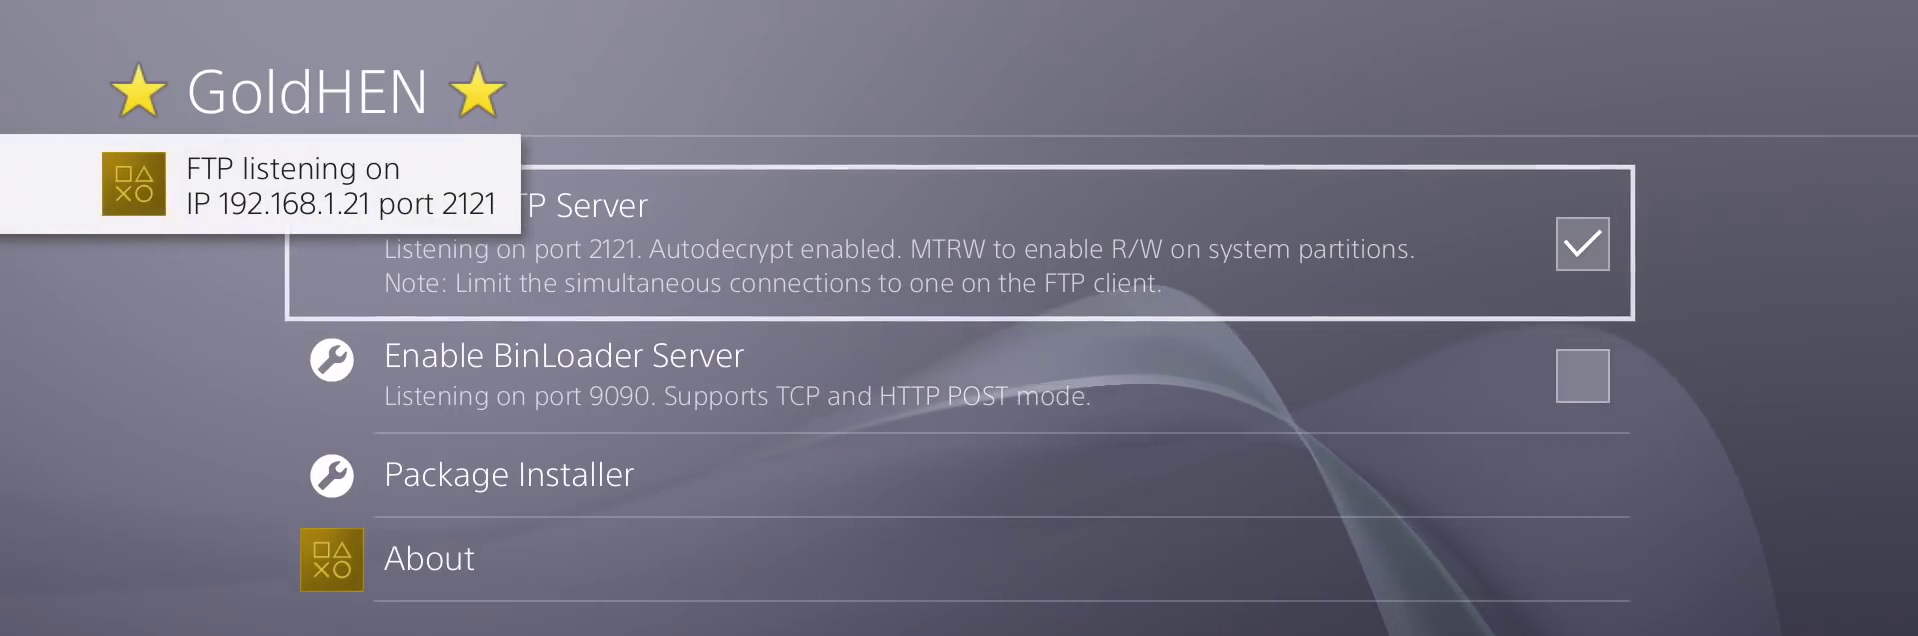 GoldHEN
FTP listening on
IP 192.168.1.21 port 2121
TP Server
Listening on port 2121. Autodecrypt enabled. MTRW to enable R/W on system partitions.
Note: Limit the simultaneous connections to one on the FTP client.
Enable BinLoader Server
Listening on port 9090. Supports TCP and HTTP POST mode.
Package Installer
About